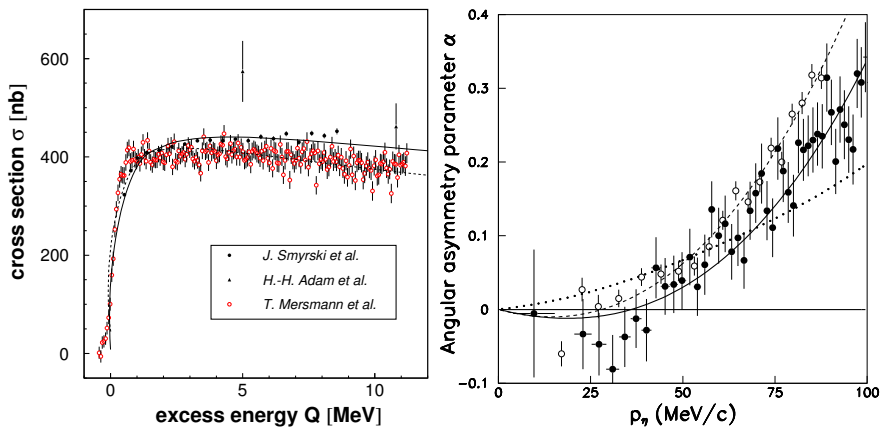 cross section σ [nb]
600
400
200
0
J. Smyrski et al.
H.-H. Adam et al.
T. Mersmann et al.
0
5
10
excess energy Q [MeV]
Angular asymmetry parameter α
0.4
0.3
0.2
0.1
0
-0.1
0
25
50
75
100
pη (MeV/c)